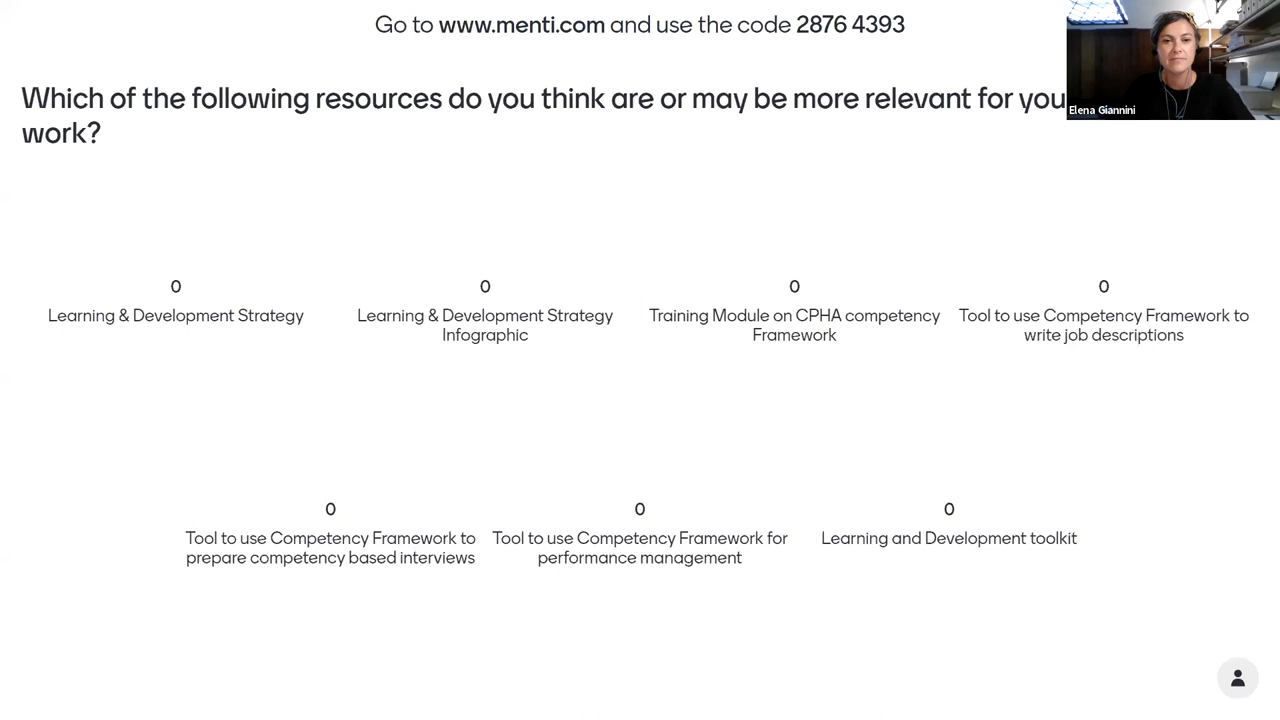 Go to www.menti.com and use the code 2876 4393
Which of the following resources do you think are or may be more relevant for you
work?
Elena Giannini
0
Learning & Development Strategy
0
Learning & Development Strategy
Infographic
0
Training Module on CPHA competency
Framework
0
Tool to use Competency Framework to
write job descriptions
0
Tool to use Competency Framework to
prepare competency based interviews
0
Tool to use Competency Framework for
performance management
0
Learning and Development toolkit